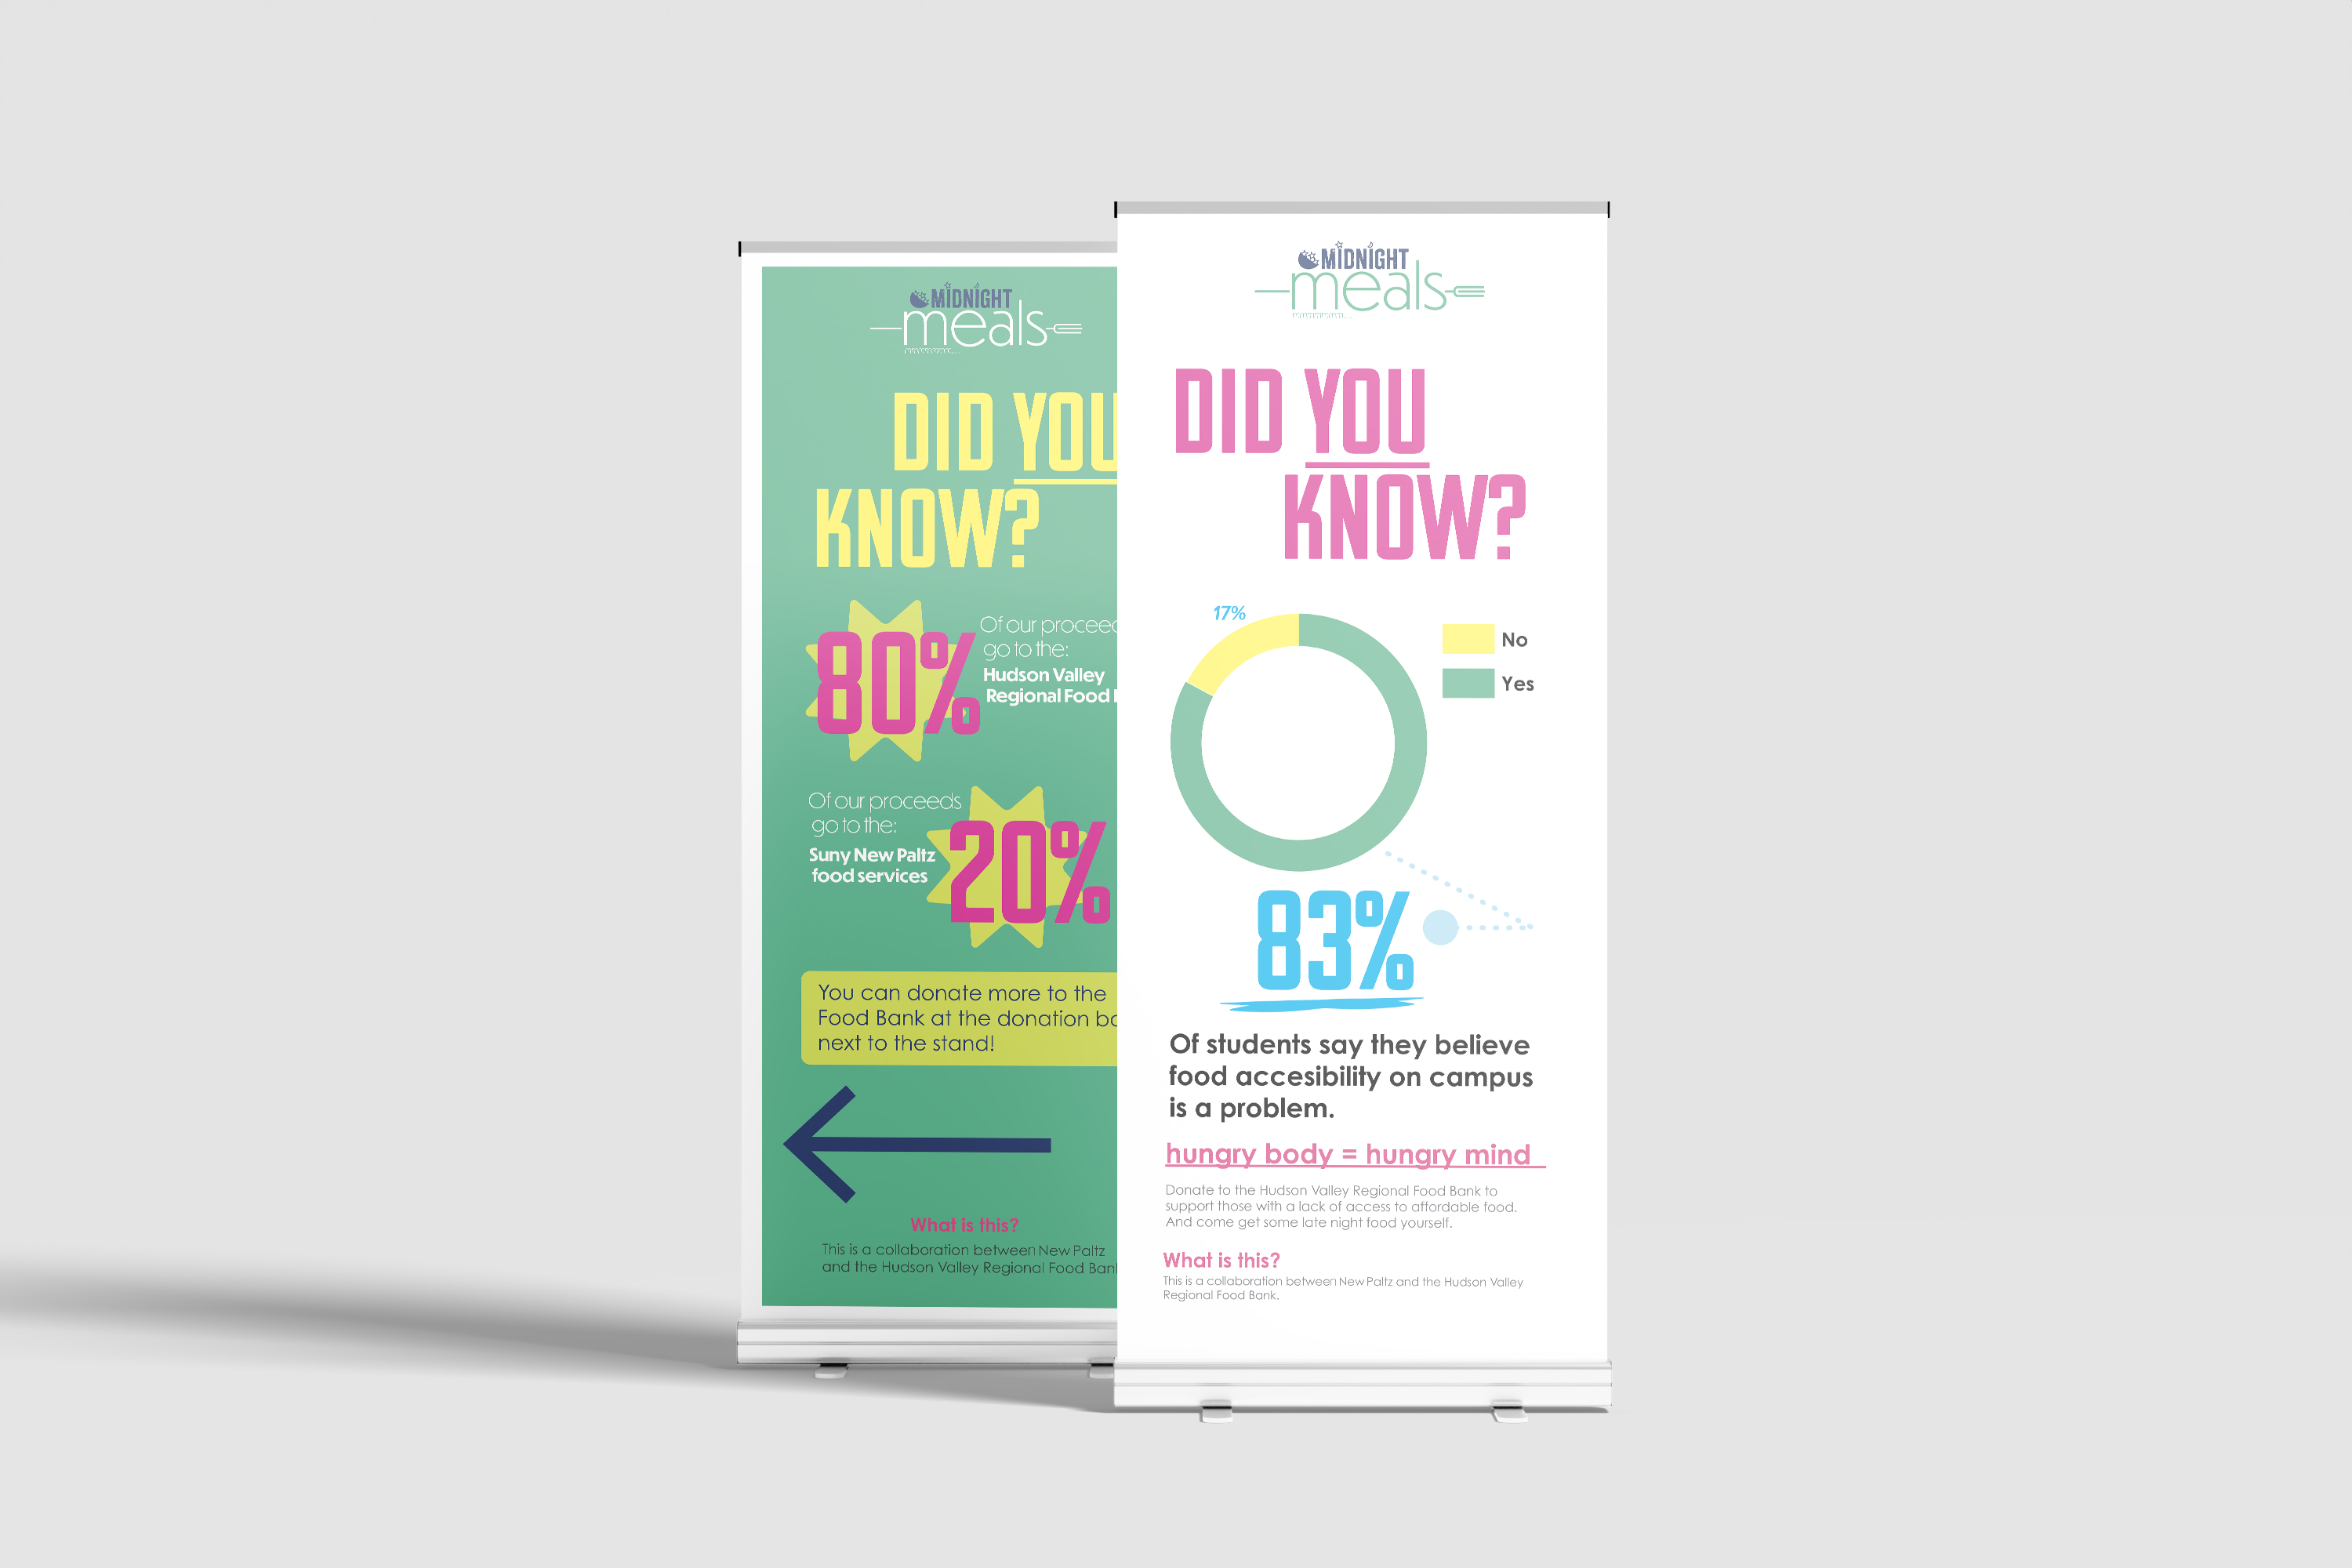 MIDNIGHT
meals
DID YOU
KNOW?
80%
Of our proceed
go to the:
Hudson Valley
Regional Food
Of our proceeds
go to the:
Suny New Paltz
food services
20%
You can donate more to the
Food Bank at the donation bo
next to the stand!
What is this?
This is a collaboration between New Paltz
and the Hudson Valley Regional Food Ban
MIDNIGHT
meals
DID YOU
KNOW?
17%
No
Yes
83%
Of students say they believe
food accesibility on campus
is a problem.
hungry body = hungry mind
Donate to the Hudson Valley Regional Food Bank to
support those with a lack of access to affordable food.
And come get some late night food yourself.
What is this?
This is a collaboration between New Paltz and the Hudson Valley
Regional Food Bank.